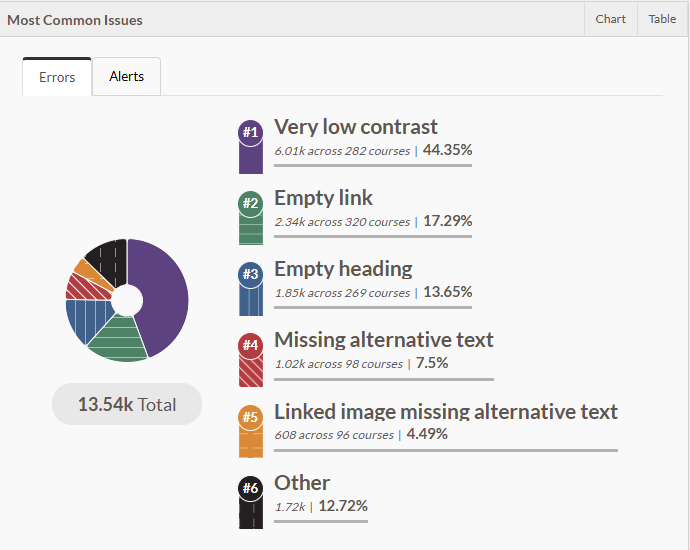 Most Common Issues
Chart
Table
Errors
Alerts
#1
Very low contrast
6.01k across 282 courses | 44.35%
#2
Empty link
2.34k across 320 courses | 17.29%
#3
Empty heading
1.85k across 269 courses | 13.65%
#4
Missing alternative text
1.02k across 98 courses | 7.5%
#5
Linked image missing alternative text
608 across 96 courses | 4.49%
#6
Other
1.72k | 12.72%
13.54k Total